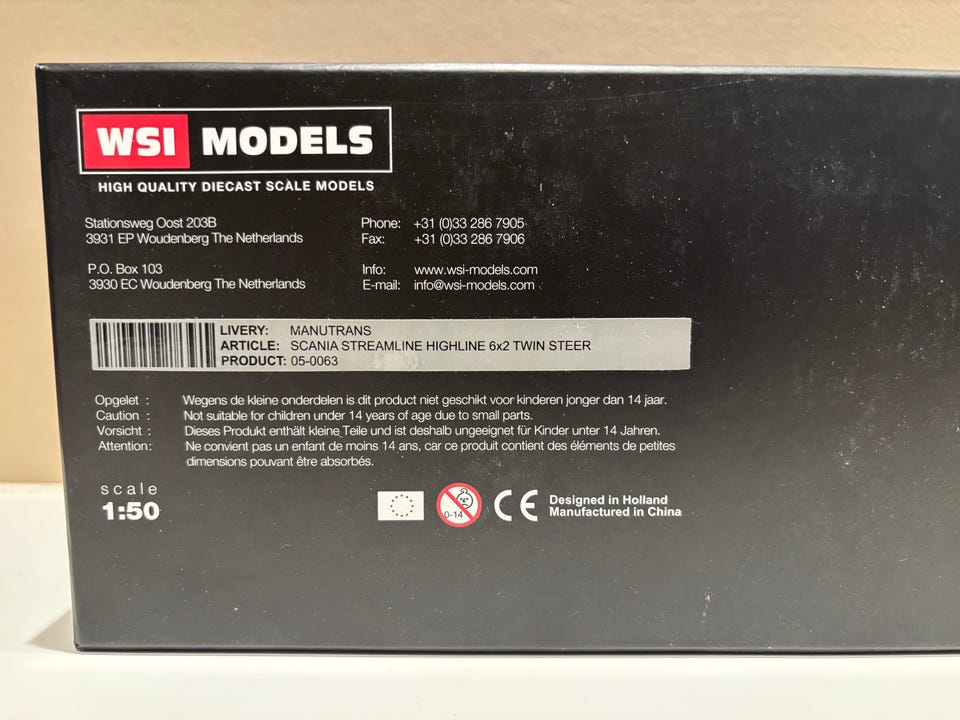 WSI MODELS
HIGH QUALITY DIECAST SCALE MODELS
Stationsweg Oost 203B
3931 EP Woudenberg The Netherlands
P.O. Box 103
3930 EC Woudenberg The Netherlands
Phone: +31 (0)33 286 7905
Fax: +31 (0)33 286 7906
Info: www.wsi-models.com
E-mail: info@wsi-models.com
LIVERY: MANUTRANS
ARTICLE: SCANIA STREAMLINE HIGHLINE 6x2 TWIN STEER
PRODUCT: 05-0063
Opgelet : Wegens de kleine onderdelen is dit product niet geschikt voor kinderen jonger dan 14 jaar.
Caution : Not suitable for children under 14 years of age due to small parts.
Vorsicht : Dieses Produkt enthält kleine Teile und ist deshalb ungeeignet für Kinder unter 14 Jahren.
Attention: Ne convient pas un enfant de moins 14 ans, car ce produit contient des éléments de petites
dimensions pouvant être absorbés.
scale
1:50
0-14
CE
Designed in Holland
Manufactured in China